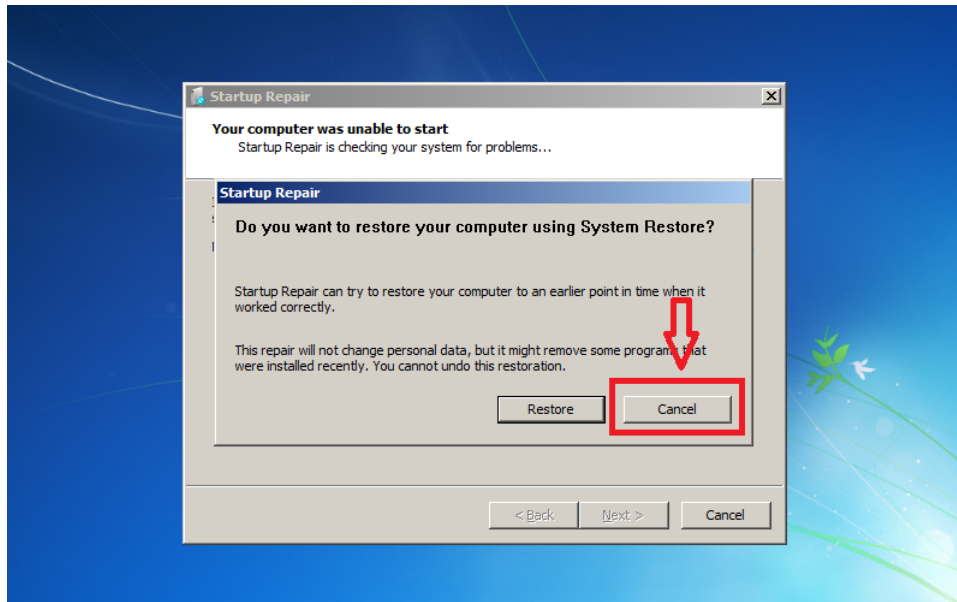 Startup Repair
Your computer was unable to start
Startup Repair is checking your system for problems...
Startup Repair
Do you want to restore your computer using System Restore?
Startup Repair can try to restore your computer to an earlier point in time when it
worked correctly.
This repair will not change personal data, but it might remove some programs that
were installed recently. You cannot undo this restoration.
Restore Cancel
< Back Next > Cancel